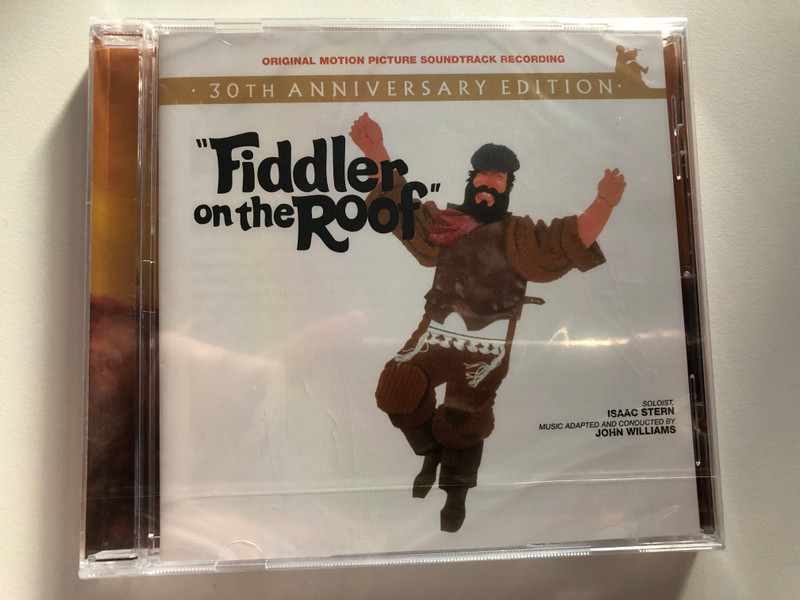 ORIGINAL MOTION PICTURE SOUNDTRACK RECORDING
· 30TH ANNIVERSARY EDITION ·
"Fiddler
on the Roof"
SOLOIST,
ISAAC STERN
MUSIC ADAPTED AND CONDUCTED BY
JOHN WILLIAMS